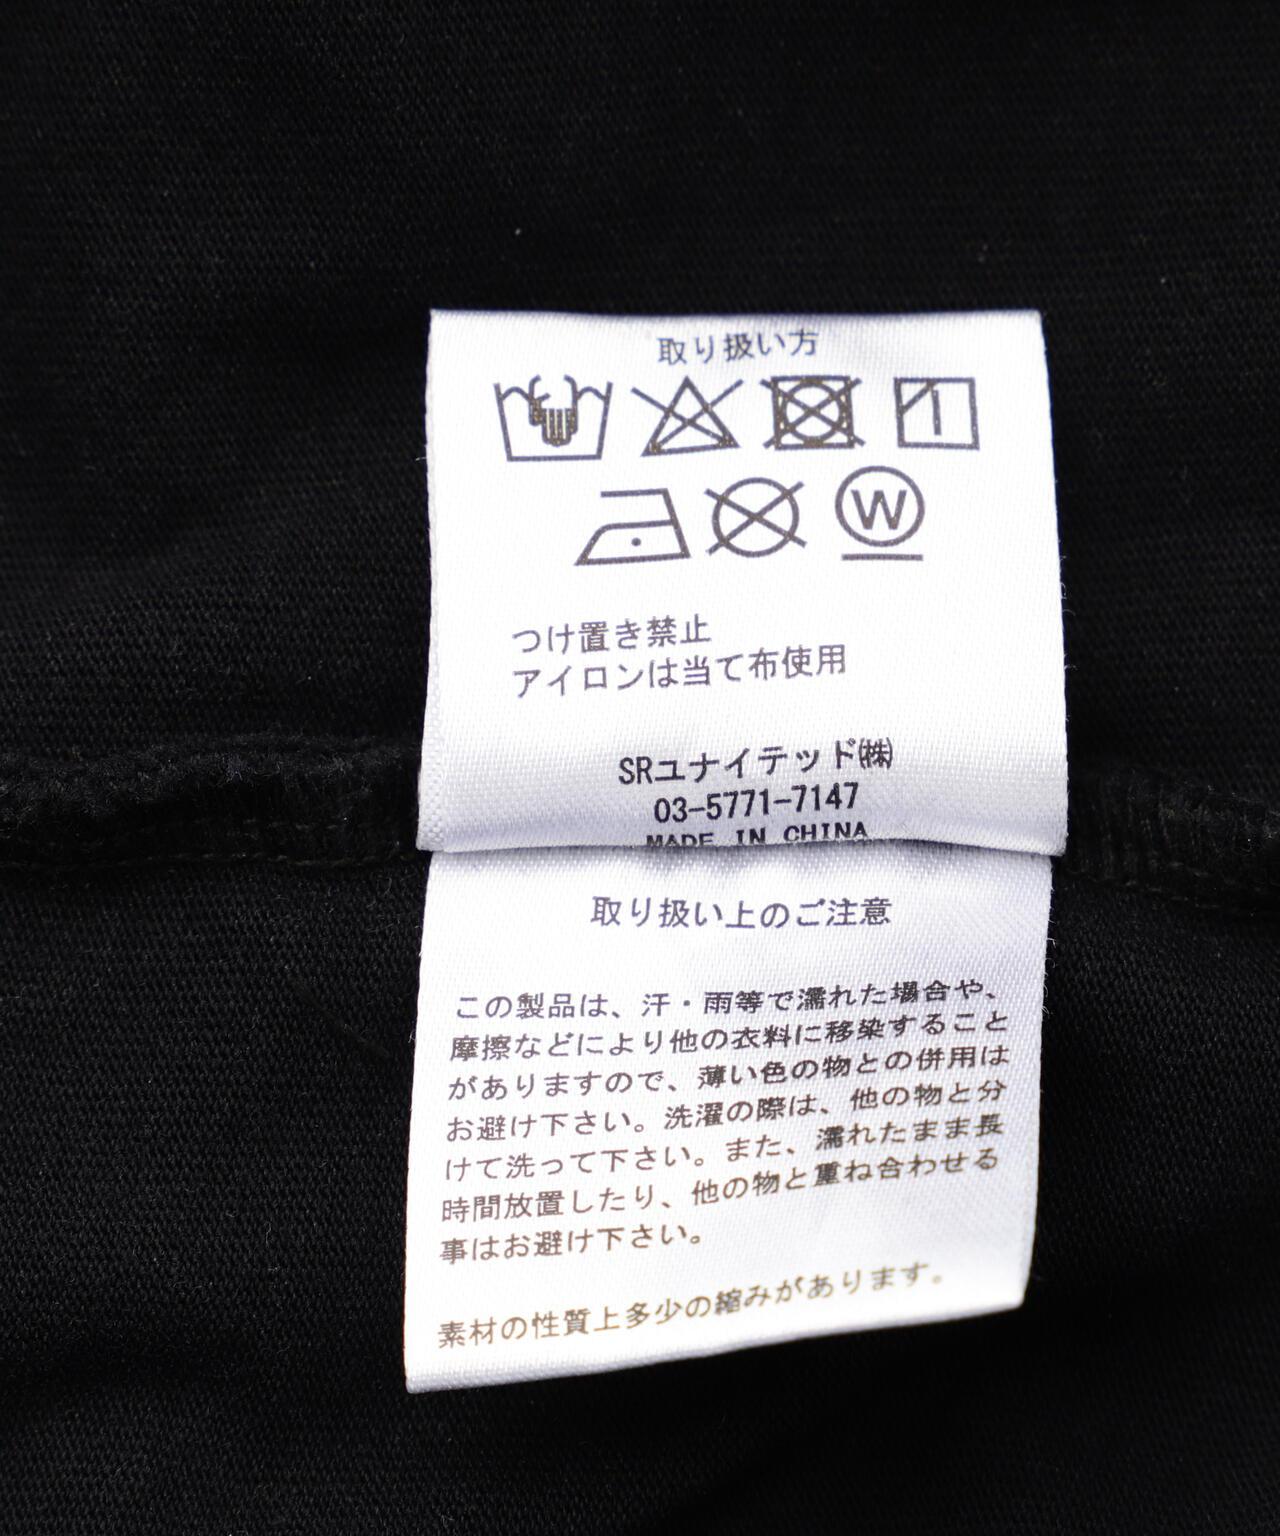 取り扱い方
W
つけ置き禁止
アイロンは当て布使用
SRユナイテッド㈱
03-5771-7147
MADE IN CHINA
取り扱い上のご注意
この製品は、汗・雨等で濡れた場合や、
摩擦などにより他の衣料に移染すること
がありますので、薄い色の物との併用は
お避け下さい。洗濯の際は、他の物と分
けて洗って下さい。また、濡れたまま長
時間放置したり、他の物と重ね合わせる
事はお避け下さい。
素材の性質上多少の縮みがあります。